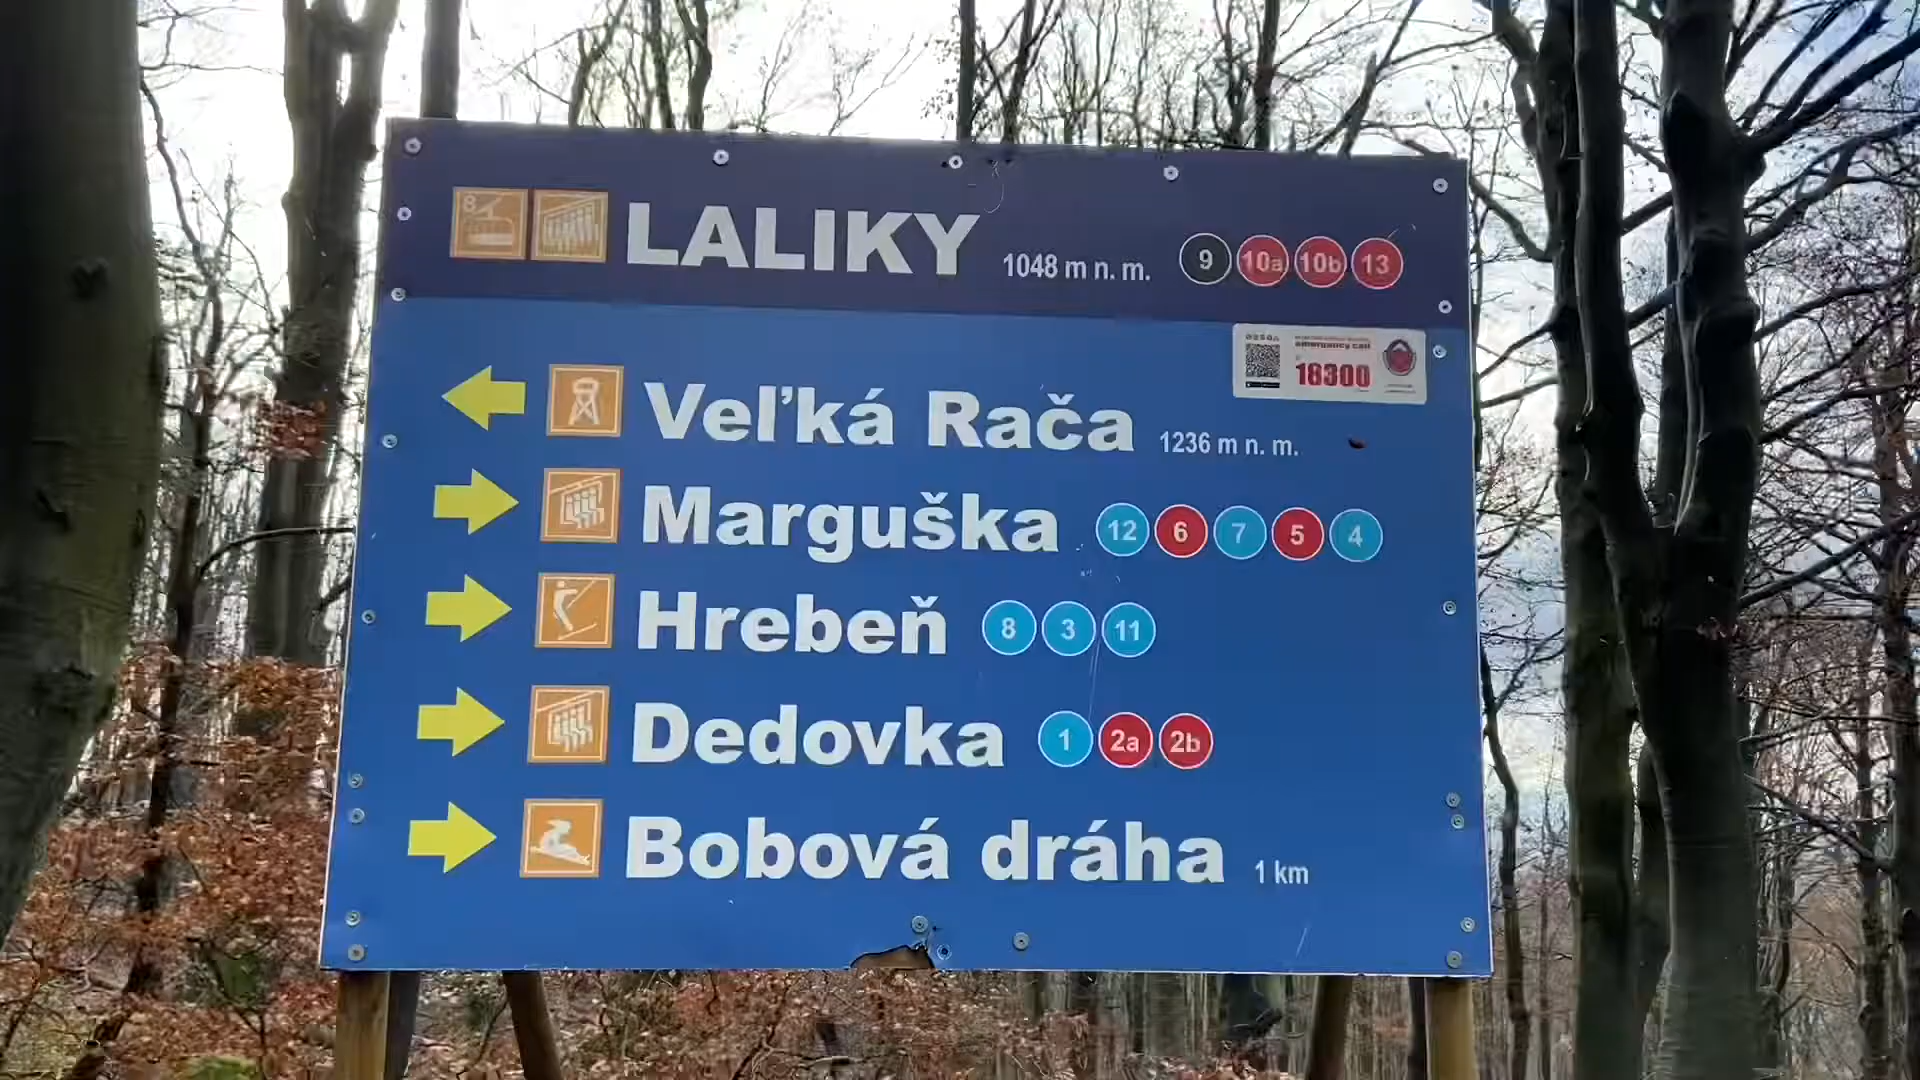 8 LALIKY 1048 m n. m. 9 10a 10b 13
emergency call
18300
Veľká Rača 1236 m n. m.
Marguška 12 6 7 5 4
Hrebeň 8 3 11
Dedovka 1 2a 2b
Bobová dráha 1 km